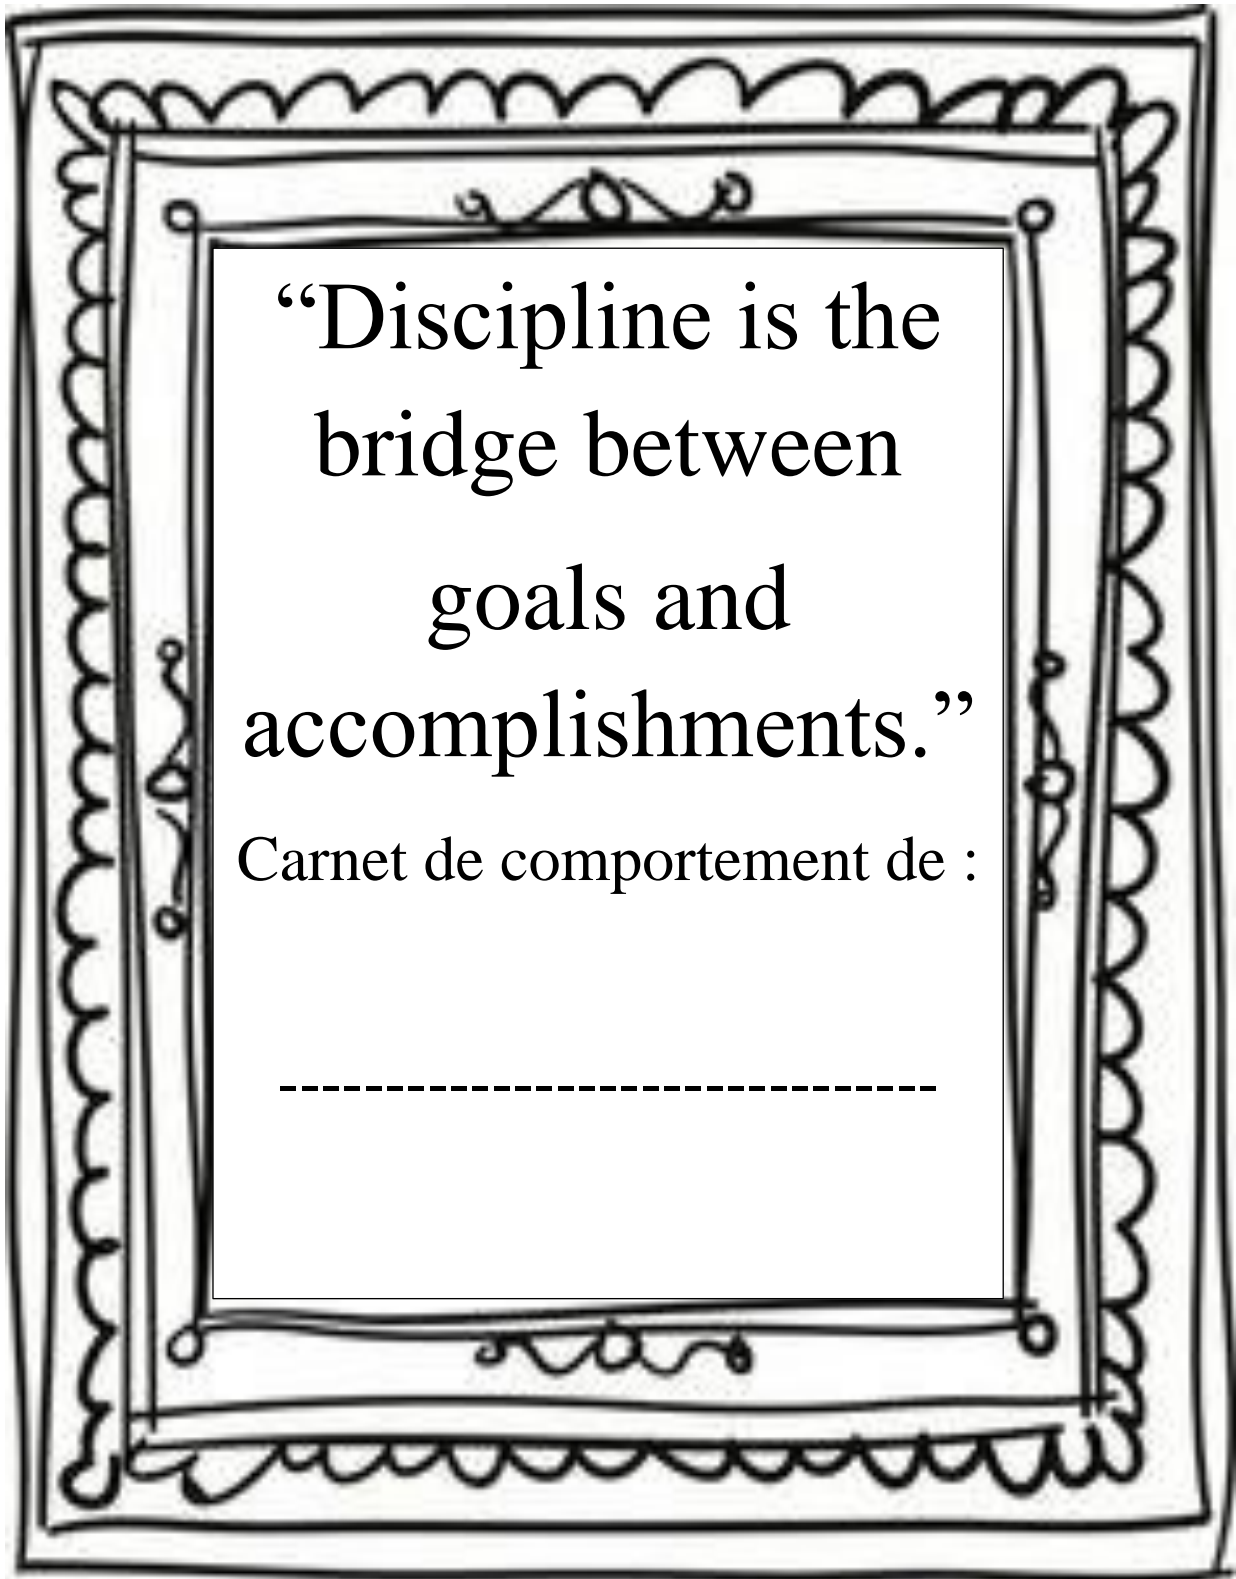 “Discipline is the
bridge between
goals and
accomplishments.”
Carnet de comportement de :
-------------------------------